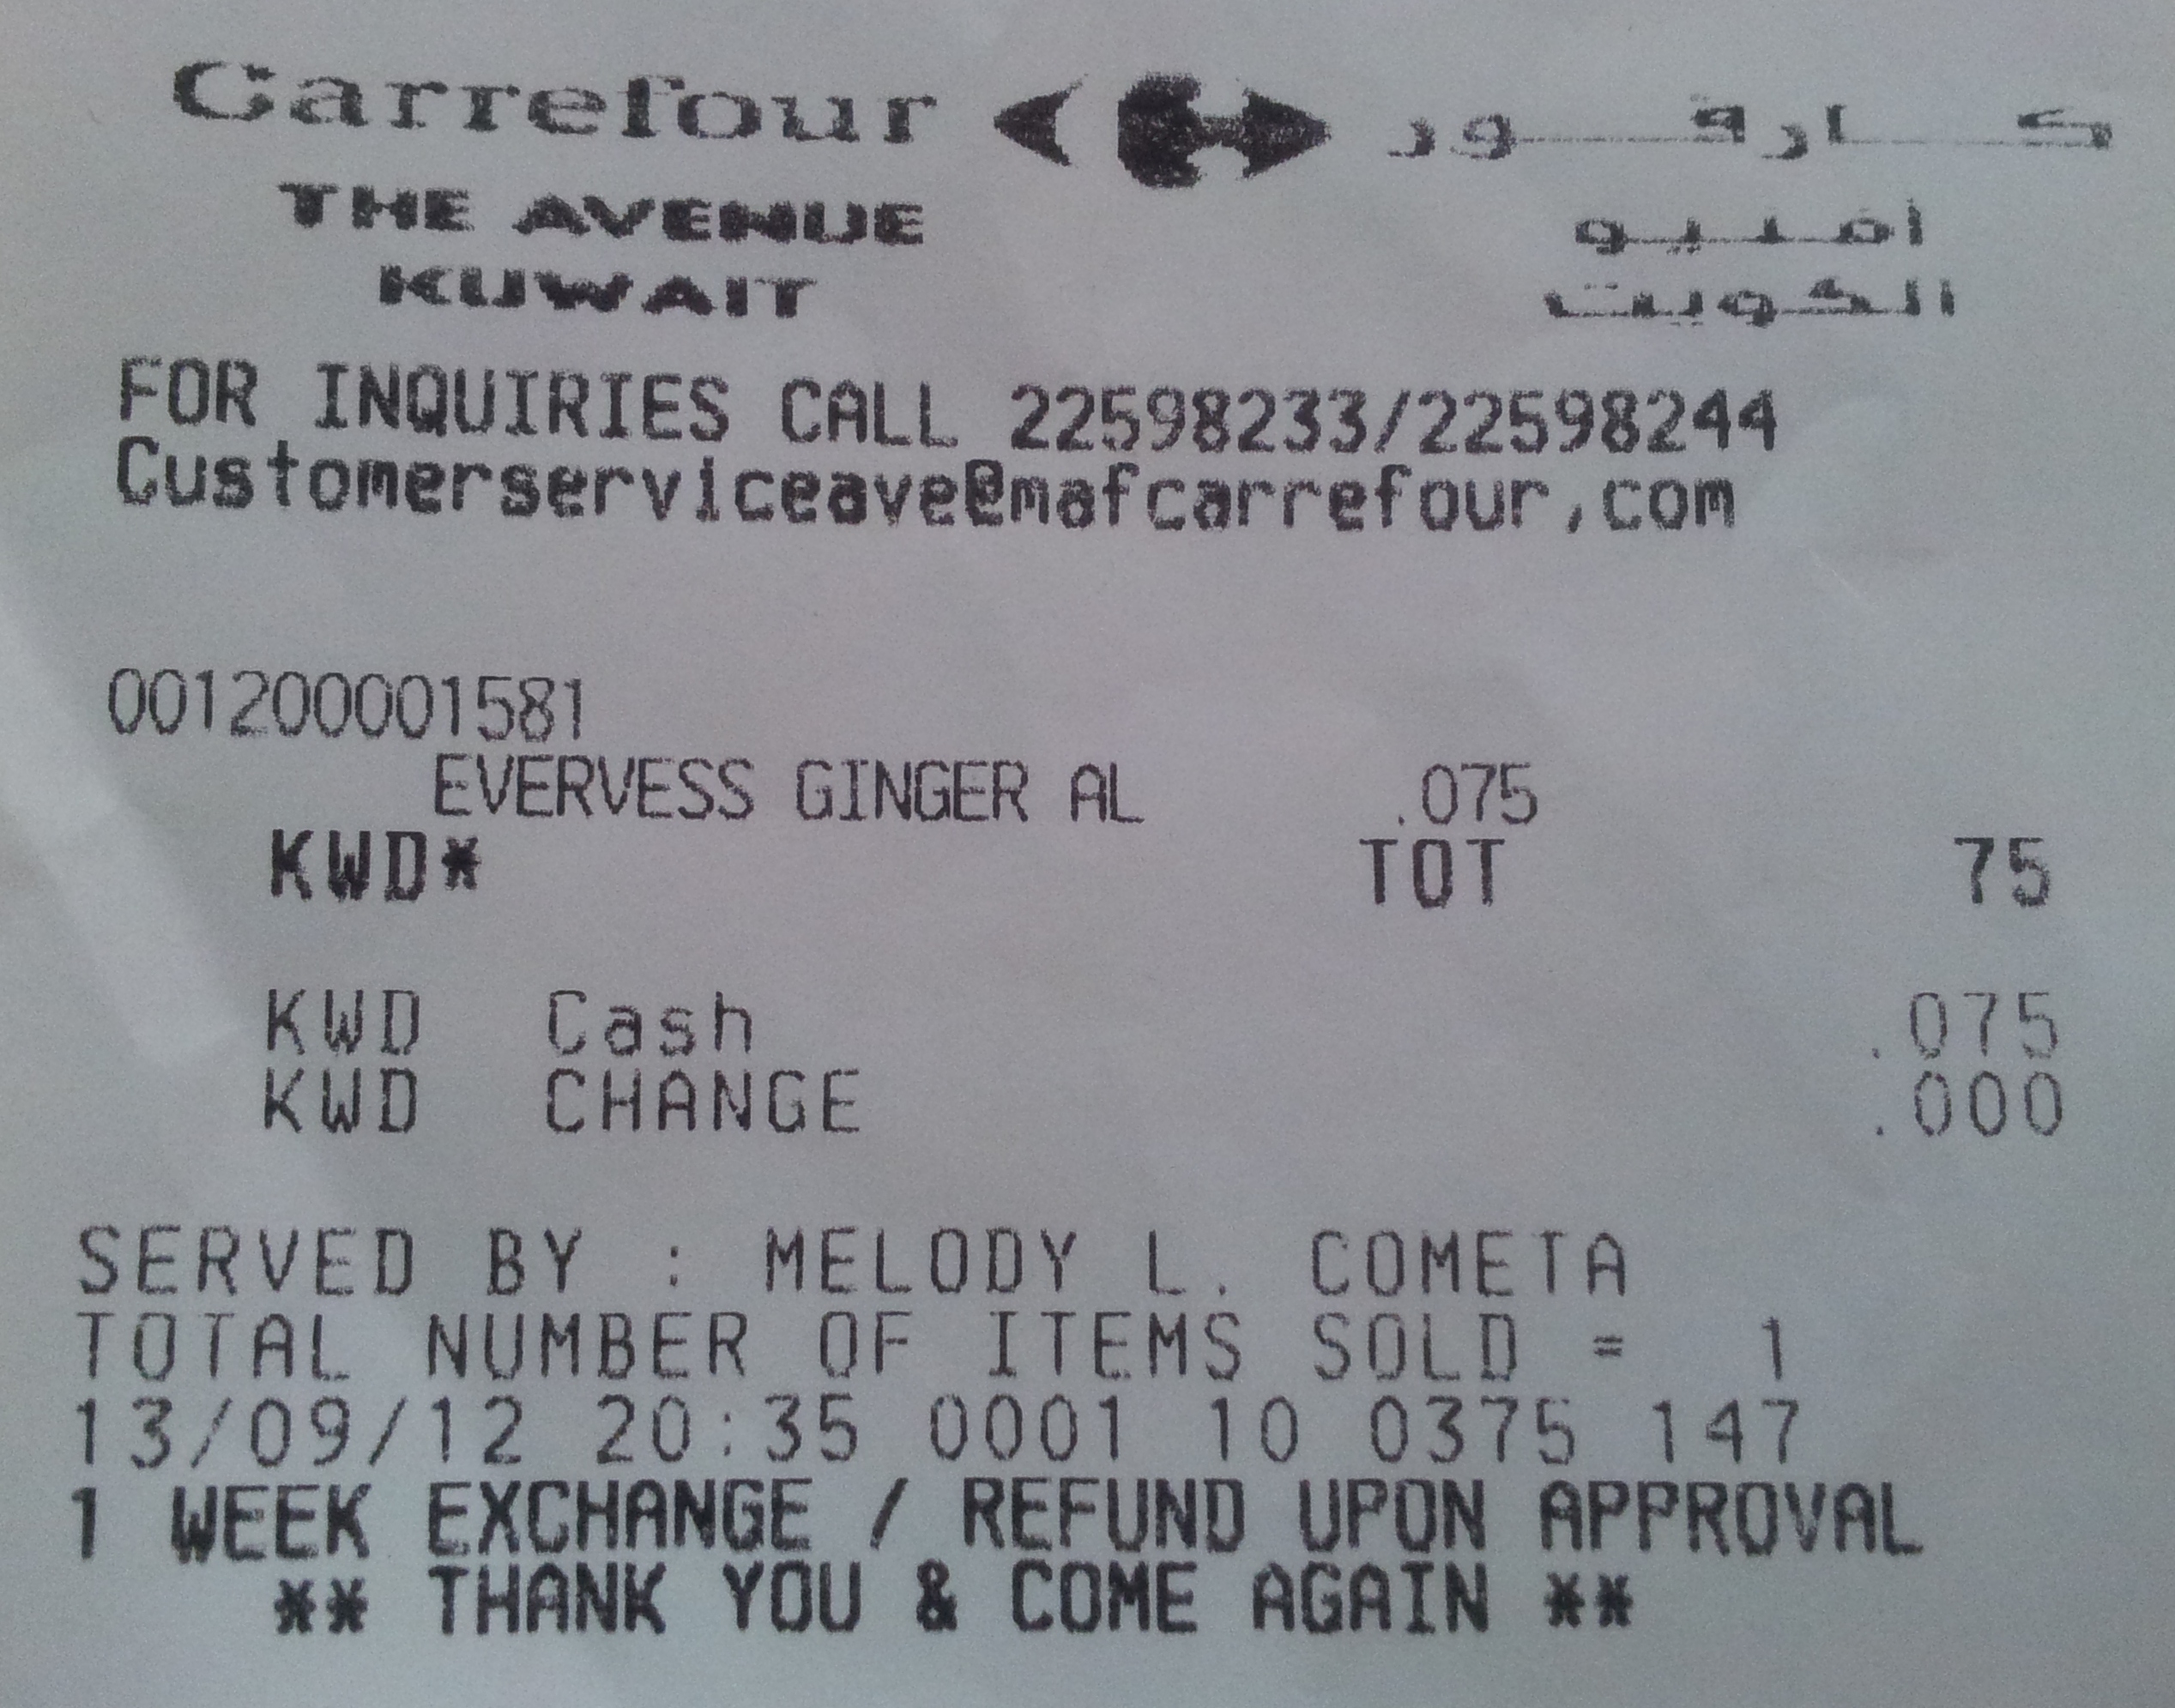 Carrefour كارفور
THE AVENUE افنيو
KUWAIT الكويت
FOR INQUIRIES CALL 22598233/22598244
Customerserviceave@mafcarrefour,com
001200001581
EVERVESS GINGER AL .075
KWD* TOT 75
KWD Cash .075
KWD CHANGE .000
SERVED BY : MELODY L. COMETA
TOTAL NUMBER OF ITEMS SOLD = 1
13/09/12 20:35 0001 10 0375 147
1 WEEK EXCHANGE / REFUND UPON APPROVAL
** THANK YOU & COME AGAIN **